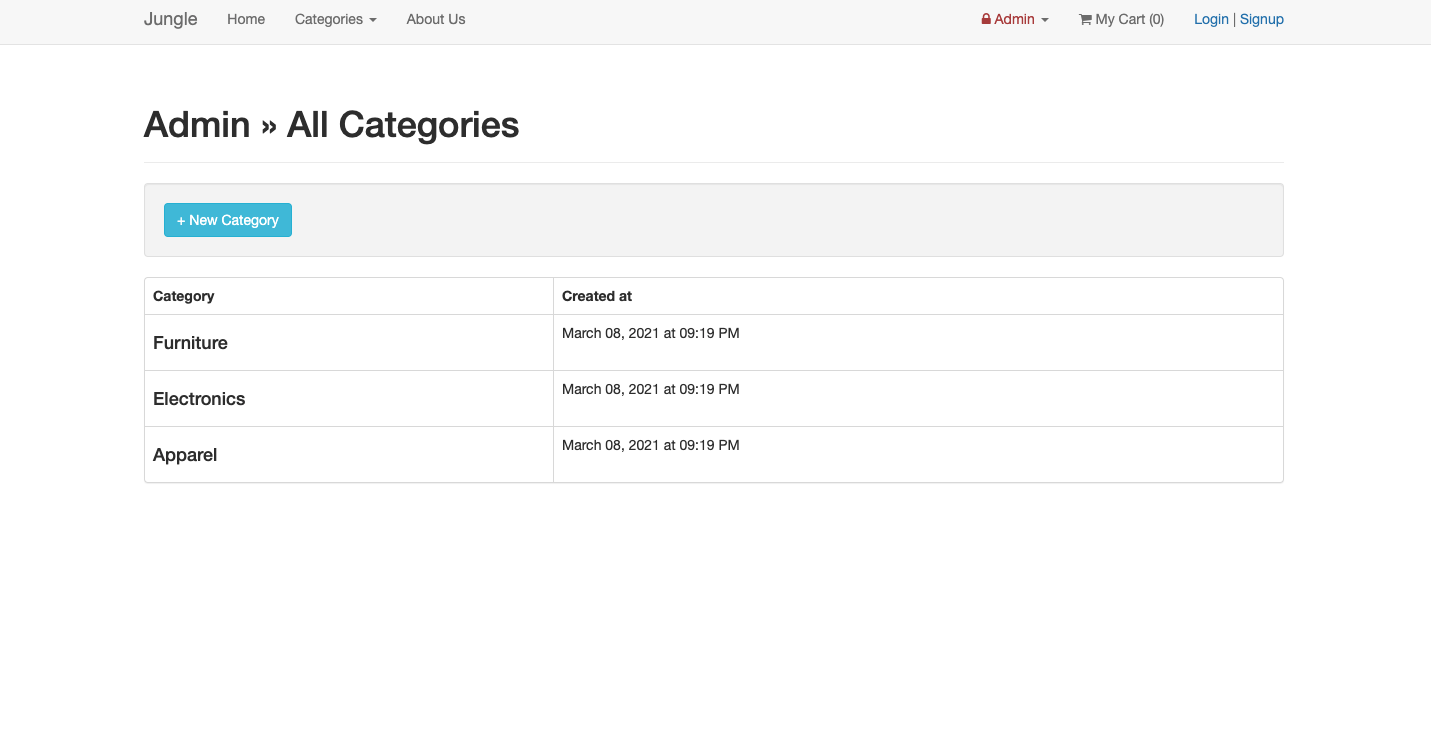 Jungle Home Categories About Us Admin My Cart (0) Login | Signup
Admin » All Categories
+ New Category
Category Created at
Furniture March 08, 2021 at 09:19 PM
Electronics March 08, 2021 at 09:19 PM
Apparel March 08, 2021 at 09:19 PM